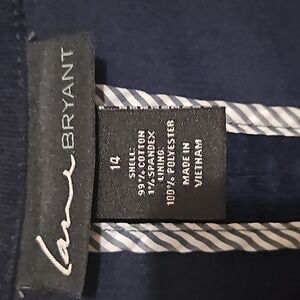 Lane BRYANT
14
SHELL:
99% COTTON
1% SPANDEX
LINING:
100% POLYESTER
MADE IN
VIETNAM